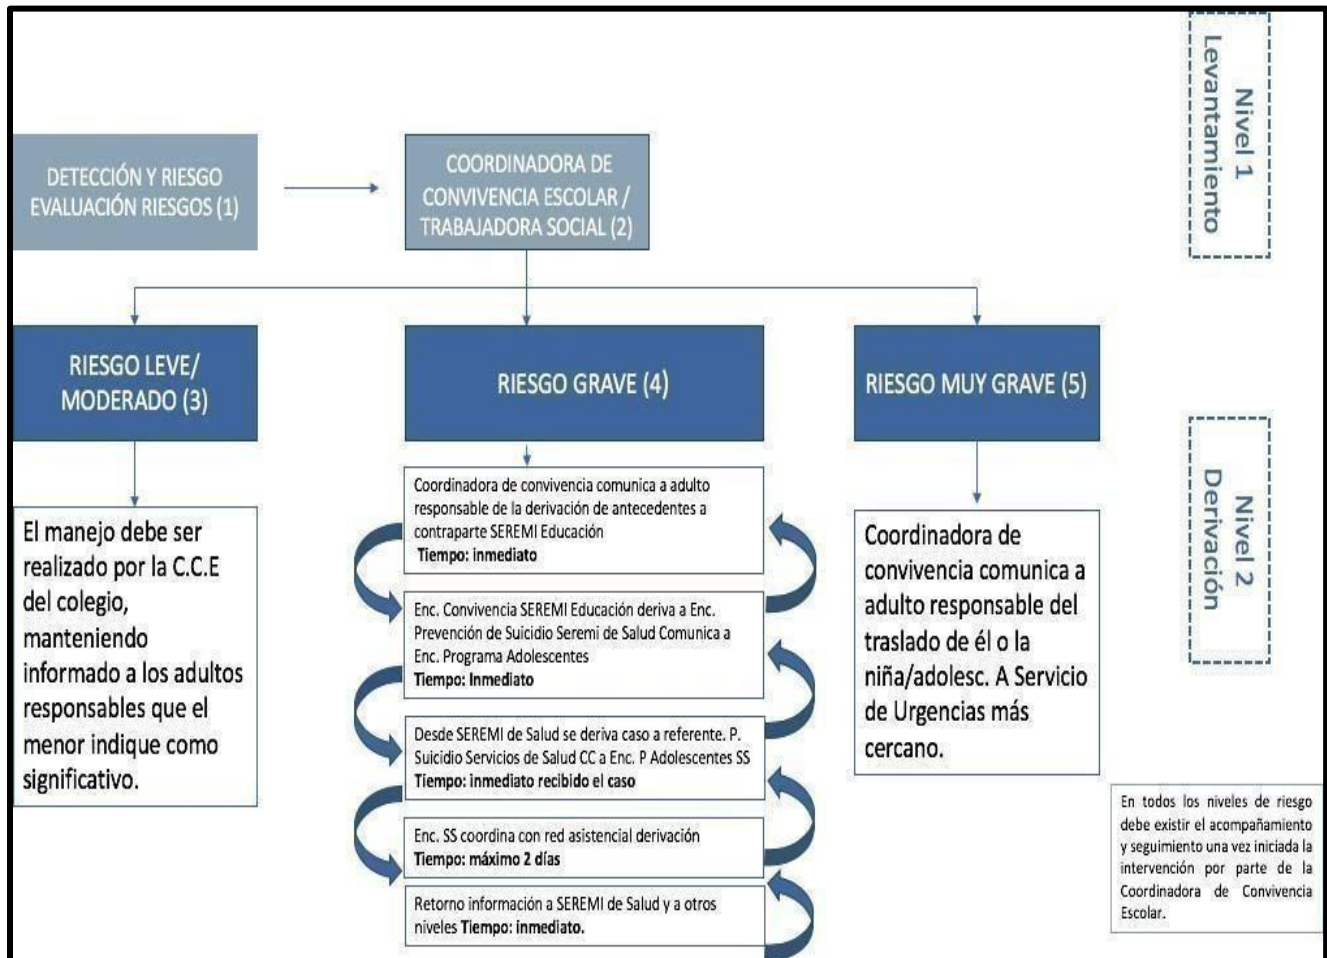 Nivel 1
Levantamiento
DETECCIÓN Y RIESGO
EVALUACIÓN RIESGOS (1)
COORDINADORA DE
CONVIVENCIA ESCOLAR /
TRABAJADORA SOCIAL (2)
RIESGO LEVE/
MODERADO (3)
RIESGO GRAVE (4)
RIESGO MUY GRAVE (5)
Nivel 2
Derivación
El manejo debe ser
realizado por la C.C.E
del colegio,
manteniendo
informado a los adultos
responsables que el
menor indique como
significativo.
Coordinadora de convivencia comunica a adulto
responsable de la derivación de antecedentes a
contraparte SEREMI Educación
Tiempo: inmediato
Enc. Convivencia SEREMI Educación deriva a Enc.
Prevención de Suicidio Seremi de Salud Comunica a
Enc. Programa Adolescentes
Tiempo: Inmediato
Desde SEREMI de Salud se deriva caso a referente. P.
Suicidio Servicios de Salud CC a Enc. P Adolescentes SS
Tiempo: inmediato recibido el caso
Enc. SS coordina con red asistencial derivación
Tiempo: máximo 2 días
Retorno información a SEREMI de Salud y a otros
niveles Tiempo: inmediato.
Coordinadora de
convivencia comunica a
adulto responsable del
traslado de él o la
niña/adolesc. A Servicio
de Urgencias más
cercano.
En todos los niveles de riesgo
debe existir el acompañamiento
y seguimiento una vez iniciada la
intervención por parte de la
Coordinadora de Convivencia
Escolar.